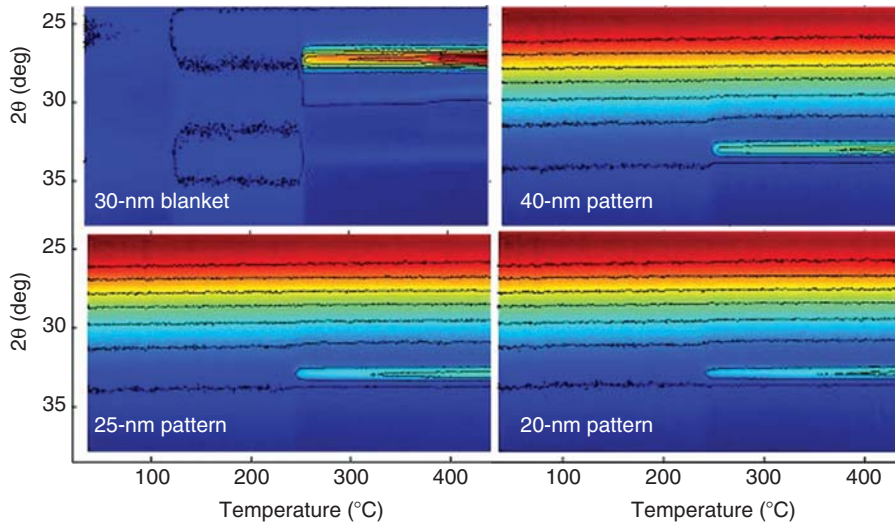 25
30
35
2θ (deg)
30-nm blanket
40-nm pattern
25
30
35
2θ (deg)
25-nm pattern
20-nm pattern
100 200 300 400 100 200 300 400
Temperature (°C) Temperature (°C)